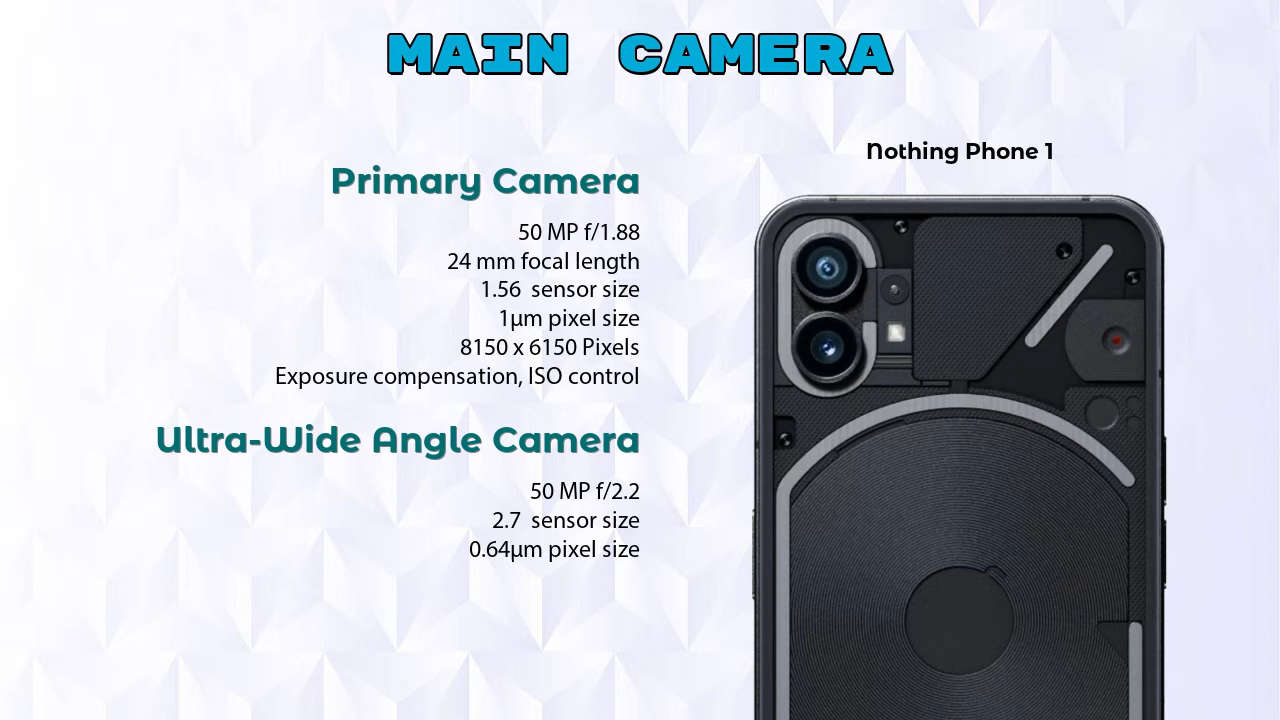 MAIN CAMERA
Nothing Phone 1
Primary Camera
50 MP f/1.88
24 mm focal length
1.56 sensor size
1µm pixel size
8150 x 6150 Pixels
Exposure compensation, ISO control
Ultra-Wide Angle Camera
50 MP f/2.2
2.7 sensor size
0.64µm pixel size